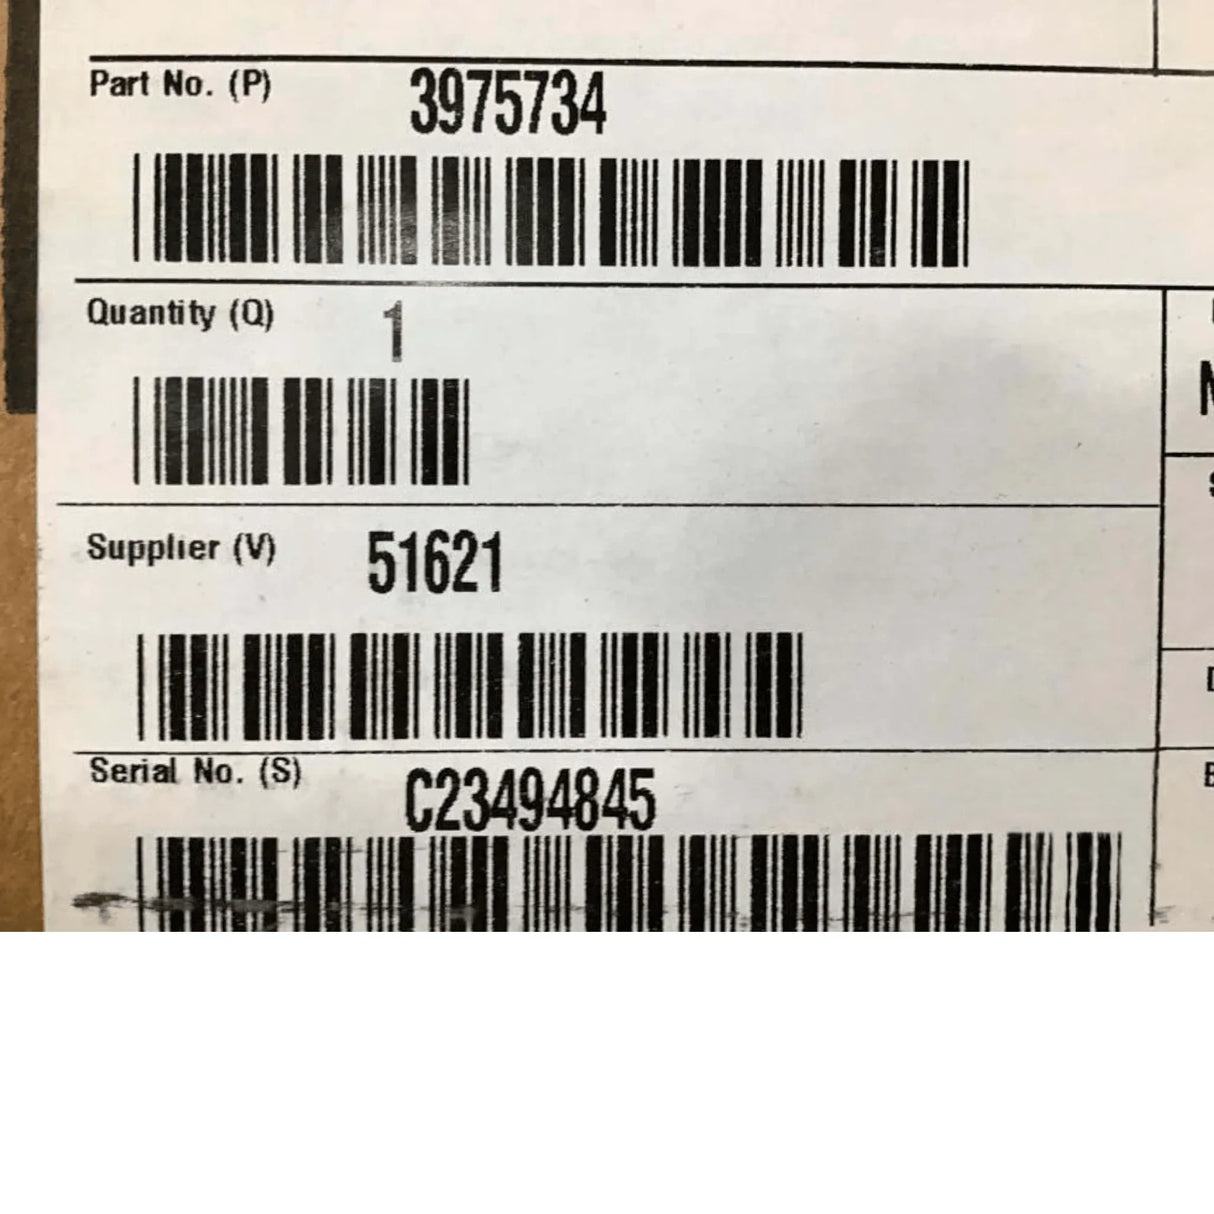 Part No. (P) 3975734
Quantity (Q) 1
Supplier (V) 51621
Serial No. (S) C23494845